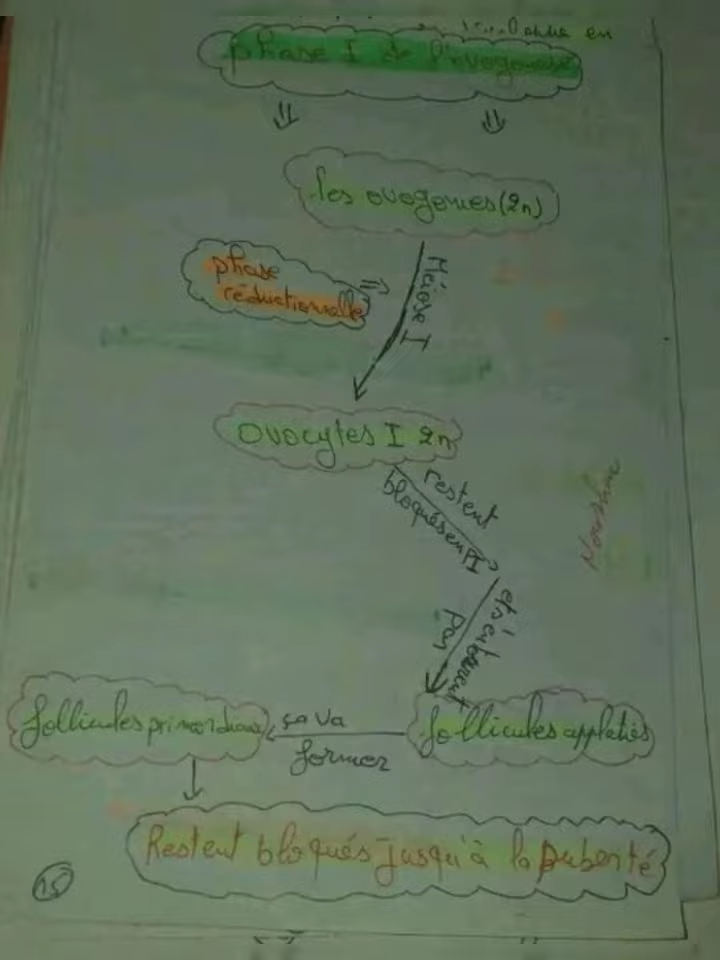 en
phase I de l'ovogenèse
les ovogonies (2n)
phase
réductionnelle
Méiose I
Ovocytes I 2n
restent
bloqués en PI
et s'entourent
par
follicules applatis
ça va
former
follicules primordiaux
Restent bloqués jusqu'à la puberté
15